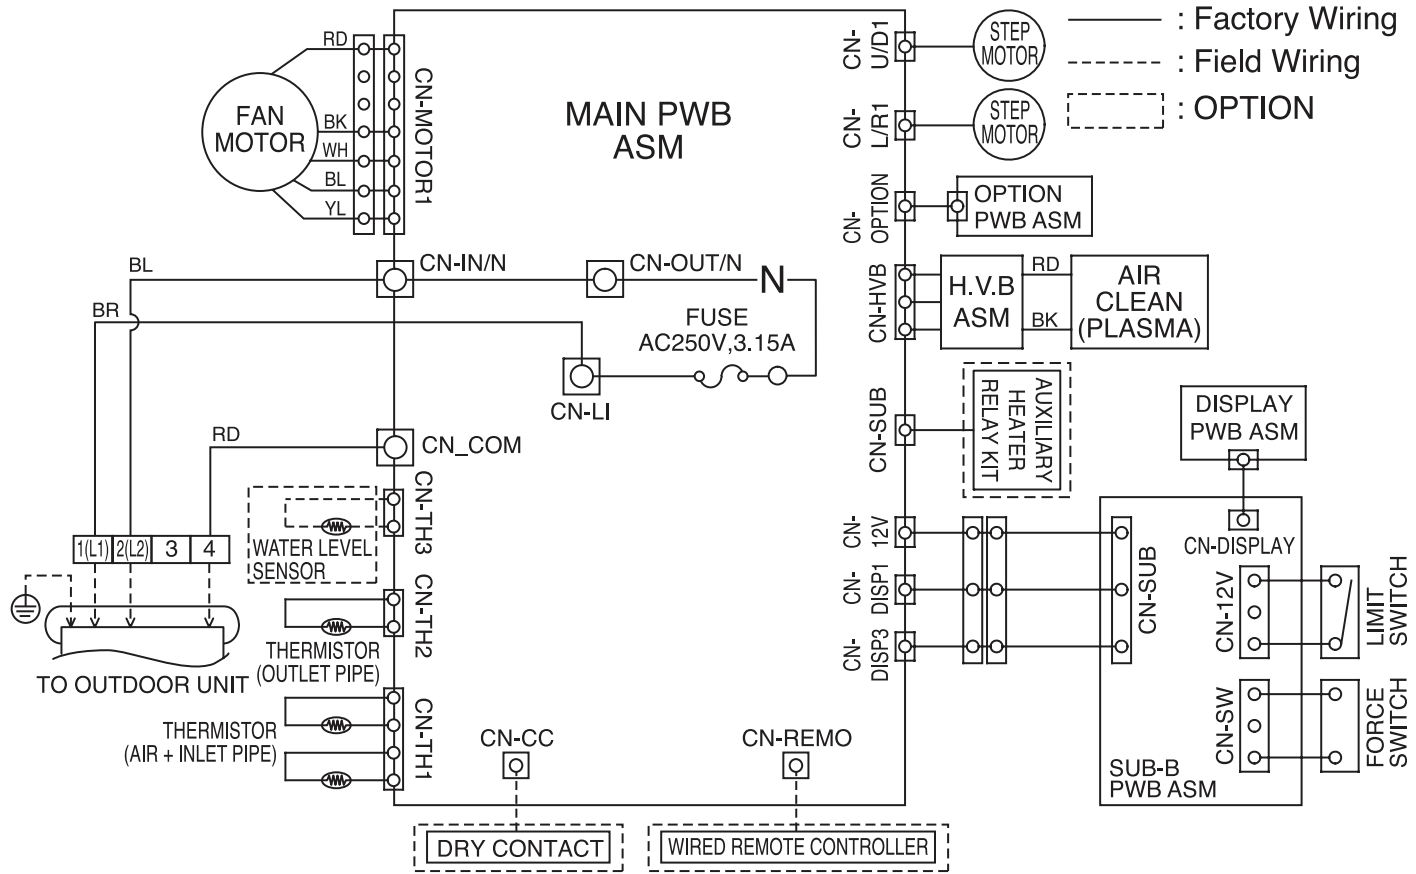 RD
BK
WH
BL
YL
FAN
MOTOR
CN-MOTOR1
MAIN PWB
ASM
CN-
U/D1
STEP
MOTOR
CN-
L/R1
STEP
MOTOR
: Factory Wiring
: Field Wiring
: OPTION
CN-
OPTION
OPTION
PWB ASM
BL
BR
CN-IN/N
CN-OUT/N
N
FUSE
AC250V,3.15A
CN-LI
CN-HVB
H.V.B
ASM
RD
BK
AIR
CLEAN
(PLASMA)
CN-SUB
AUXILIARY
HEATER
RELAY KIT
RD
CN_COM
DISPLAY
PWB ASM
CN-TH3
WATER LEVEL
SENSOR
1(L1)
2(L2)
3
4
TO OUTDOOR UNIT
CN-TH2
THERMISTOR
(OUTLET PIPE)
CN-TH1
THERMISTOR
(AIR + INLET PIPE)
CN-
12V
CN-
DISP1
CN-
DISP3
CN-SUB
CN-DISPLAY
CN-12V
LIMIT
SWITCH
CN-SW
FORCE
SWITCH
SUB-B
PWB ASM
CN-CC
CN-REMO
DRY CONTACT
WIRED REMOTE CONTROLLER